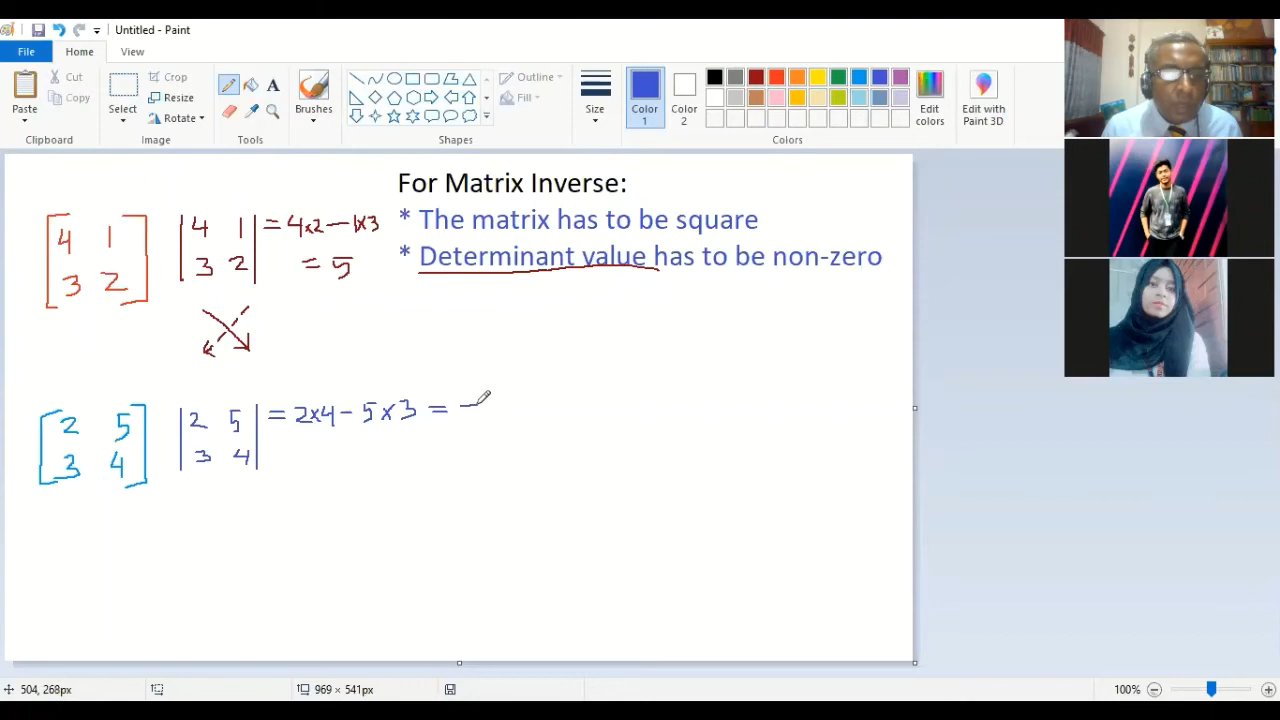 Untitled - Paint
File Home View
Paste
Cut
Copy
Clipboard
Select
Crop
Resize
Rotate
Image
Tools
Brushes
Shapes
Outline
Fill
Size
Color 1
Color 2
Edit colors
Edit with Paint 3D
Colors
For Matrix Inverse:
* The matrix has to be square
* Determinant value has to be non-zero
4 1 4 1 = 4x2 - 1x3
3 2 3 2 = 5
2 5 2 5 = 2x4 - 5x3 = -
3 4 3 4
504, 268px
969 × 541px
100%